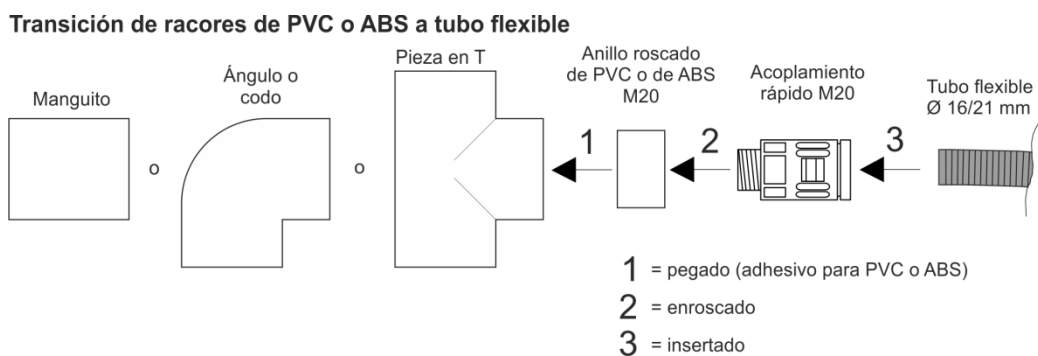 Transición de racores de PVC o ABS a tubo flexible
Manguito
o
Ángulo o
codo
o
Pieza en T
1
Anillo roscado
de PVC o de ABS
M20
2
Acoplamiento
rápido M20
3
Tubo flexible
Ø 16/21 mm
1 = pegado (adhesivo para PVC o ABS)
2 = enroscado
3 = insertado